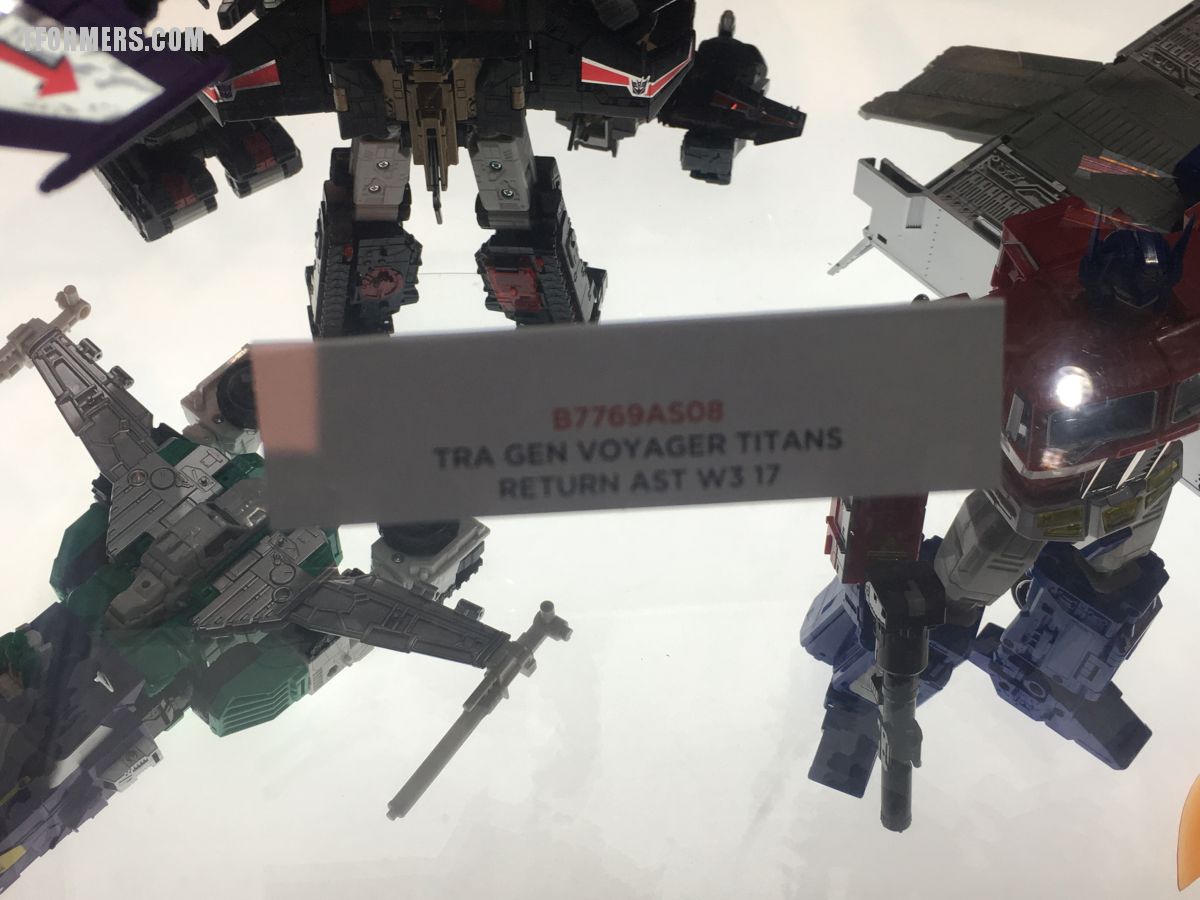 TFORMERS.COM
B7769AS08
TRA GEN VOYAGER TITANS
RETURN AST W3 17